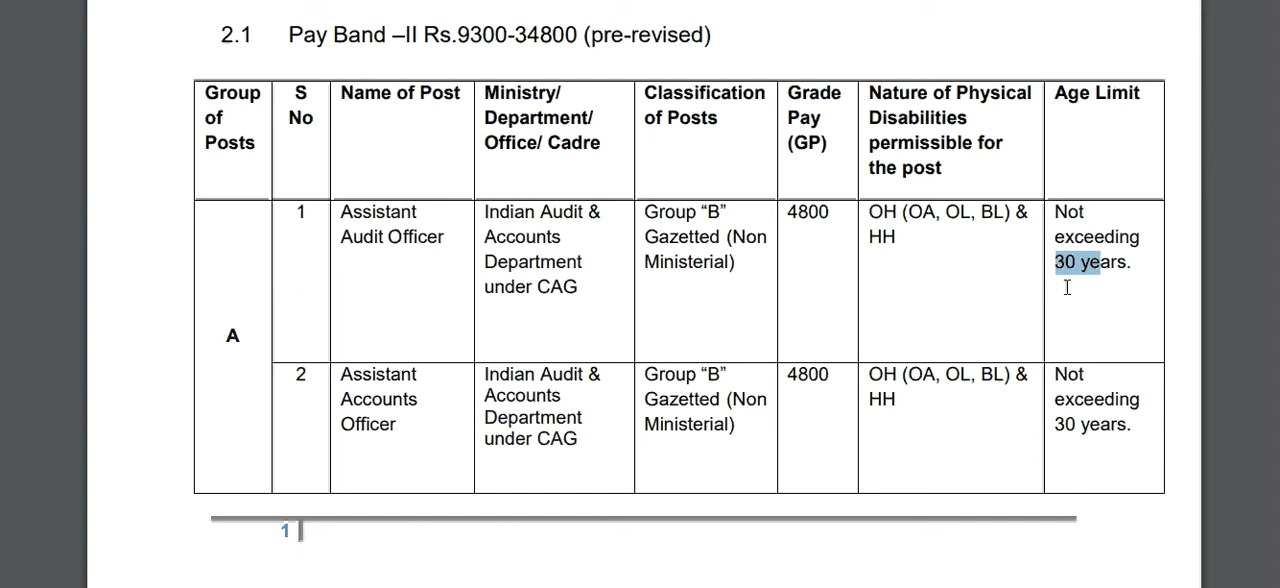 2.1 Pay Band –II Rs.9300-34800 (pre-revised)
Group of Posts
S No
Name of Post
Ministry/ Department/ Office/ Cadre
Classification of Posts
Grade Pay (GP)
Nature of Physical Disabilities permissible for the post
Age Limit
A
1
Assistant
Audit Officer
Indian Audit &
Accounts
Department
under CAG
Group “B”
Gazetted (Non
Ministerial)
4800
OH (OA, OL, BL) &
HH
Not
exceeding
30 years.
2
Assistant
Accounts
Officer
Indian Audit &
Accounts
Department
under CAG
Group “B”
Gazetted (Non
Ministerial)
4800
OH (OA, OL, BL) &
HH
Not
exceeding
30 years.
1